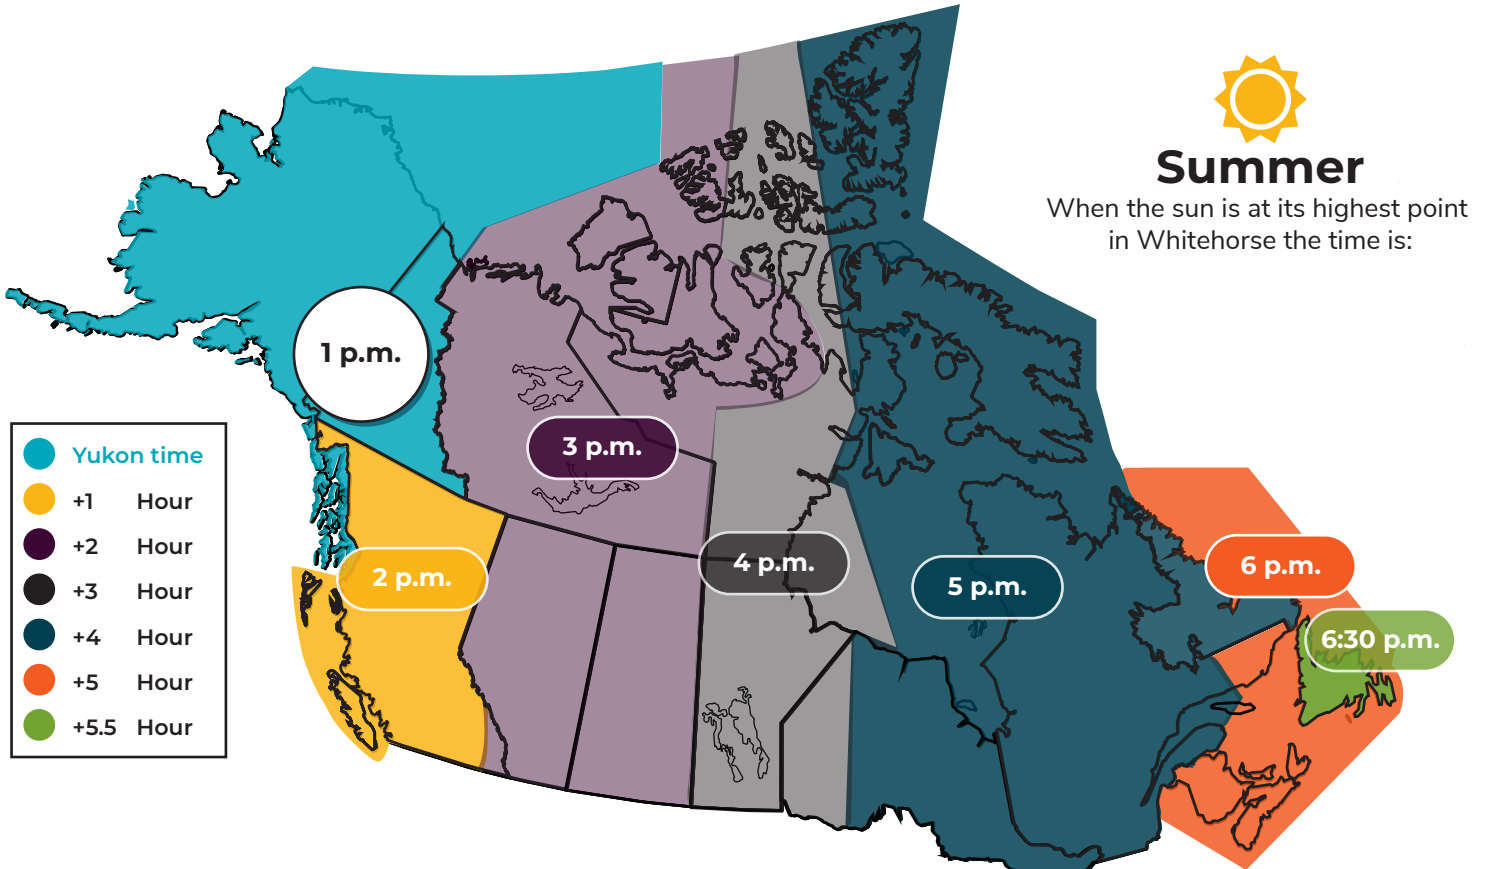 Summer
When the sun is at its highest point
in Whitehorse the time is:
1 p.m.
3 p.m.
2 p.m.
4 p.m.
5 p.m.
6 p.m.
6:30 p.m.
Yukon time
+1 Hour
+2 Hour
+3 Hour
+4 Hour
+5 Hour
+5.5 Hour